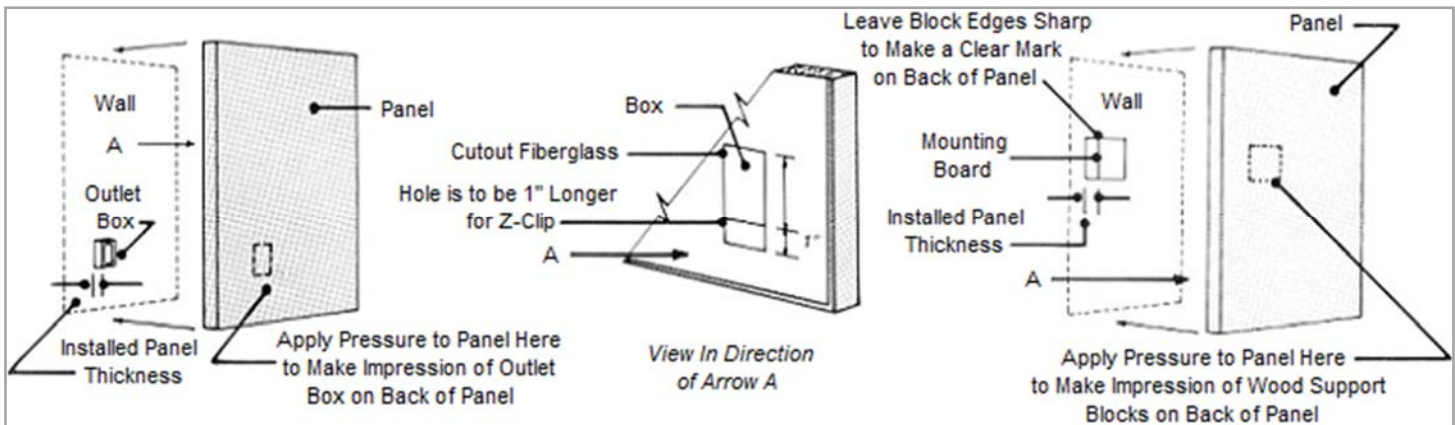 Wall
A
Panel
Outlet
Box
Installed Panel
Thickness
Apply Pressure to Panel Here
to Make Impression of Outlet
Box on Back of Panel
Box
Cutout Fiberglass
Hole is to be 1" Longer
for Z-Clip
1"
A
View In Direction
of Arrow A
Leave Block Edges Sharp
to Make a Clear Mark
on Back of Panel
Panel
Wall
Mounting
Board
Installed Panel
Thickness
A
Apply Pressure to Panel Here
to Make Impression of Wood Support
Blocks on Back of Panel